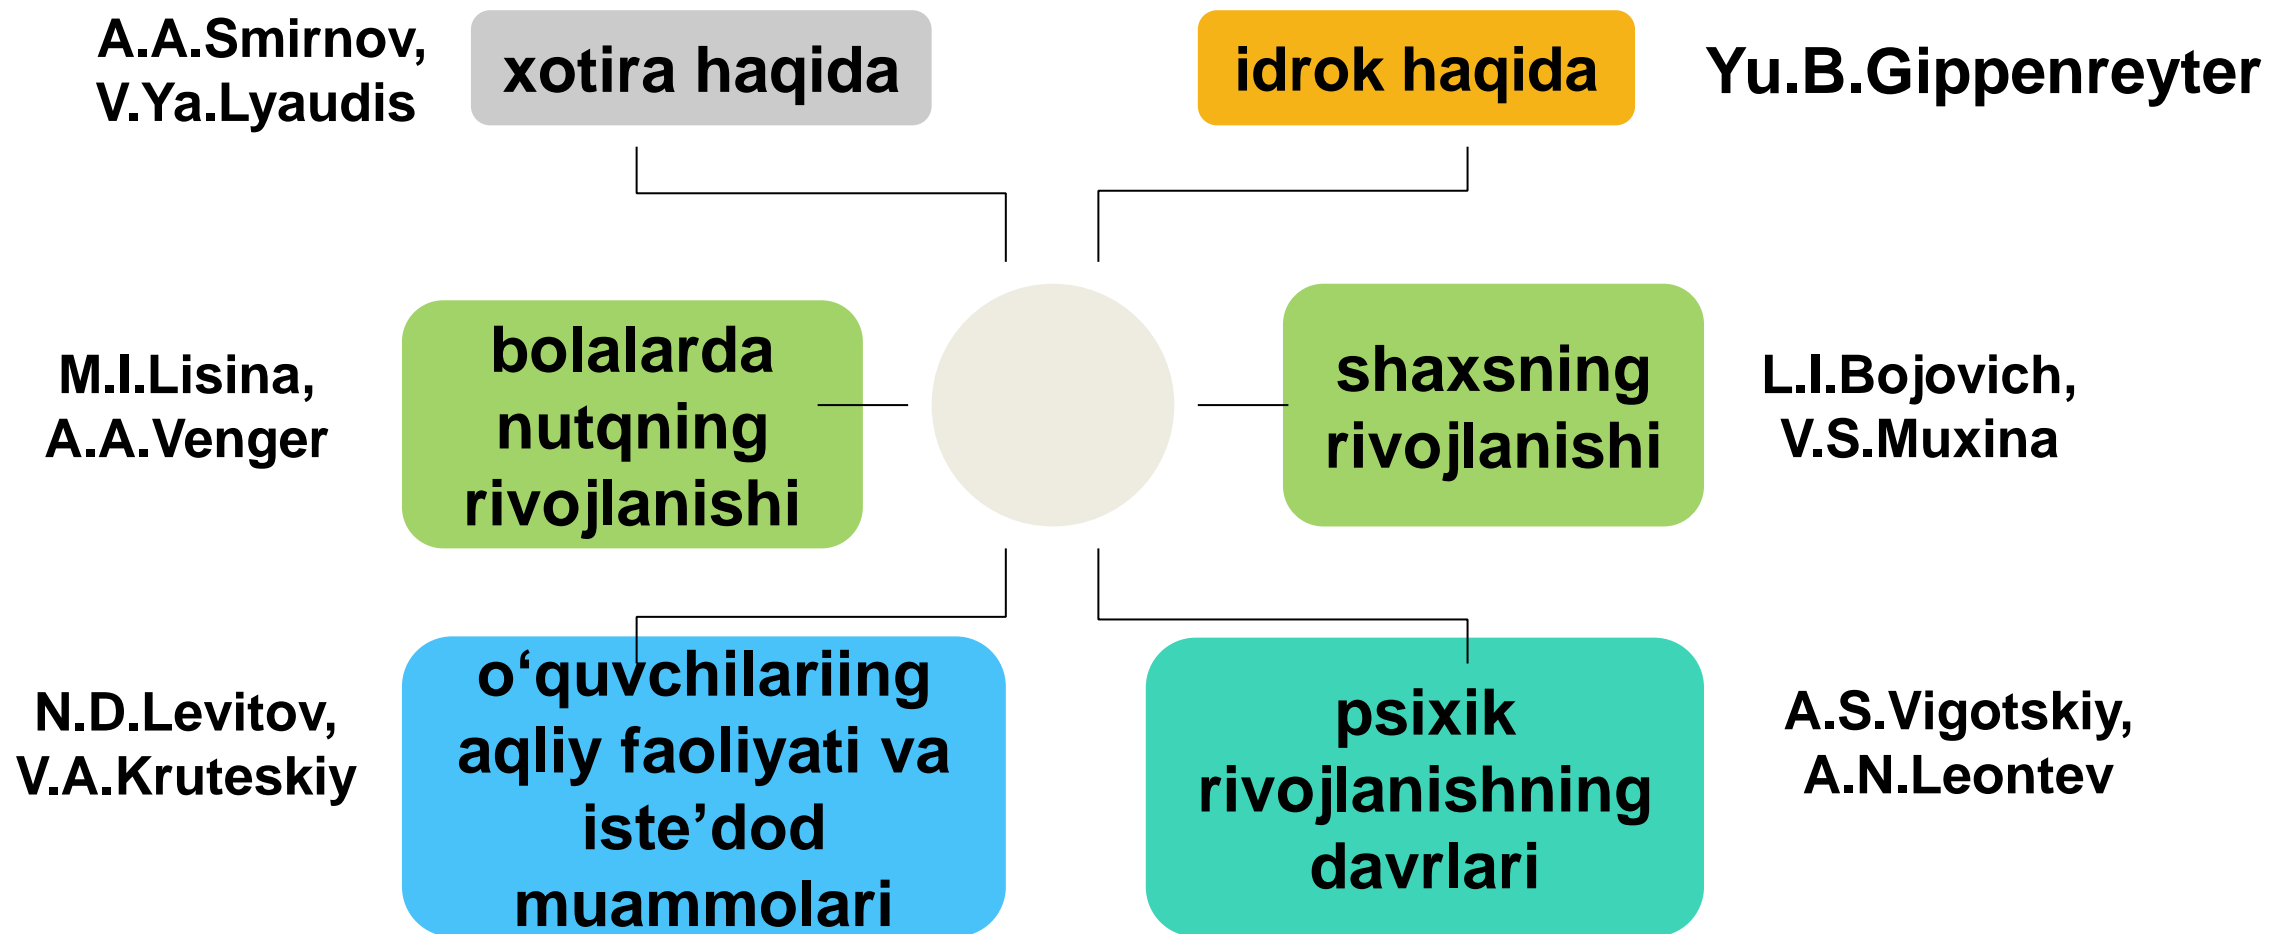 A.A.Smirnov,
V.Ya.Lyaudis
xotira haqida
idrok haqida
Yu.B.Gippenreyter
M.I.Lisina,
A.A.Venger
bolalarda
nutqning
rivojlanishi
shaxsning
rivojlanishi
L.I.Bojovich,
V.S.Muxina
N.D.Levitov,
V.A.Kruteskiy
o‘quvchilariing
aqliy faoliyati va
iste’dod
muammolari
psixik
rivojlanishning
davrlari
A.S.Vigotskiy,
A.N.Leontev